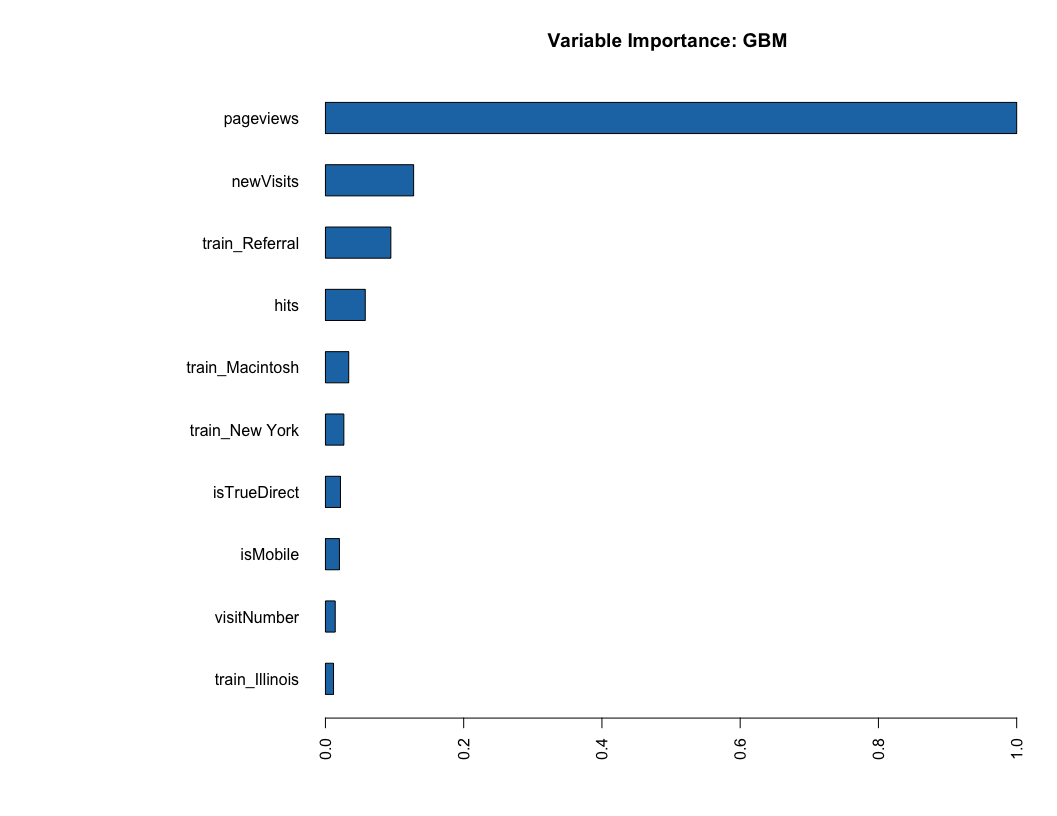 Variable Importance: GBM
pageviews
newVisits
train_Referral
hits
train_Macintosh
train_New York
isTrueDirect
isMobile
visitNumber
train_Illinois
0.0
0.2
0.4
0.6
0.8
1.0